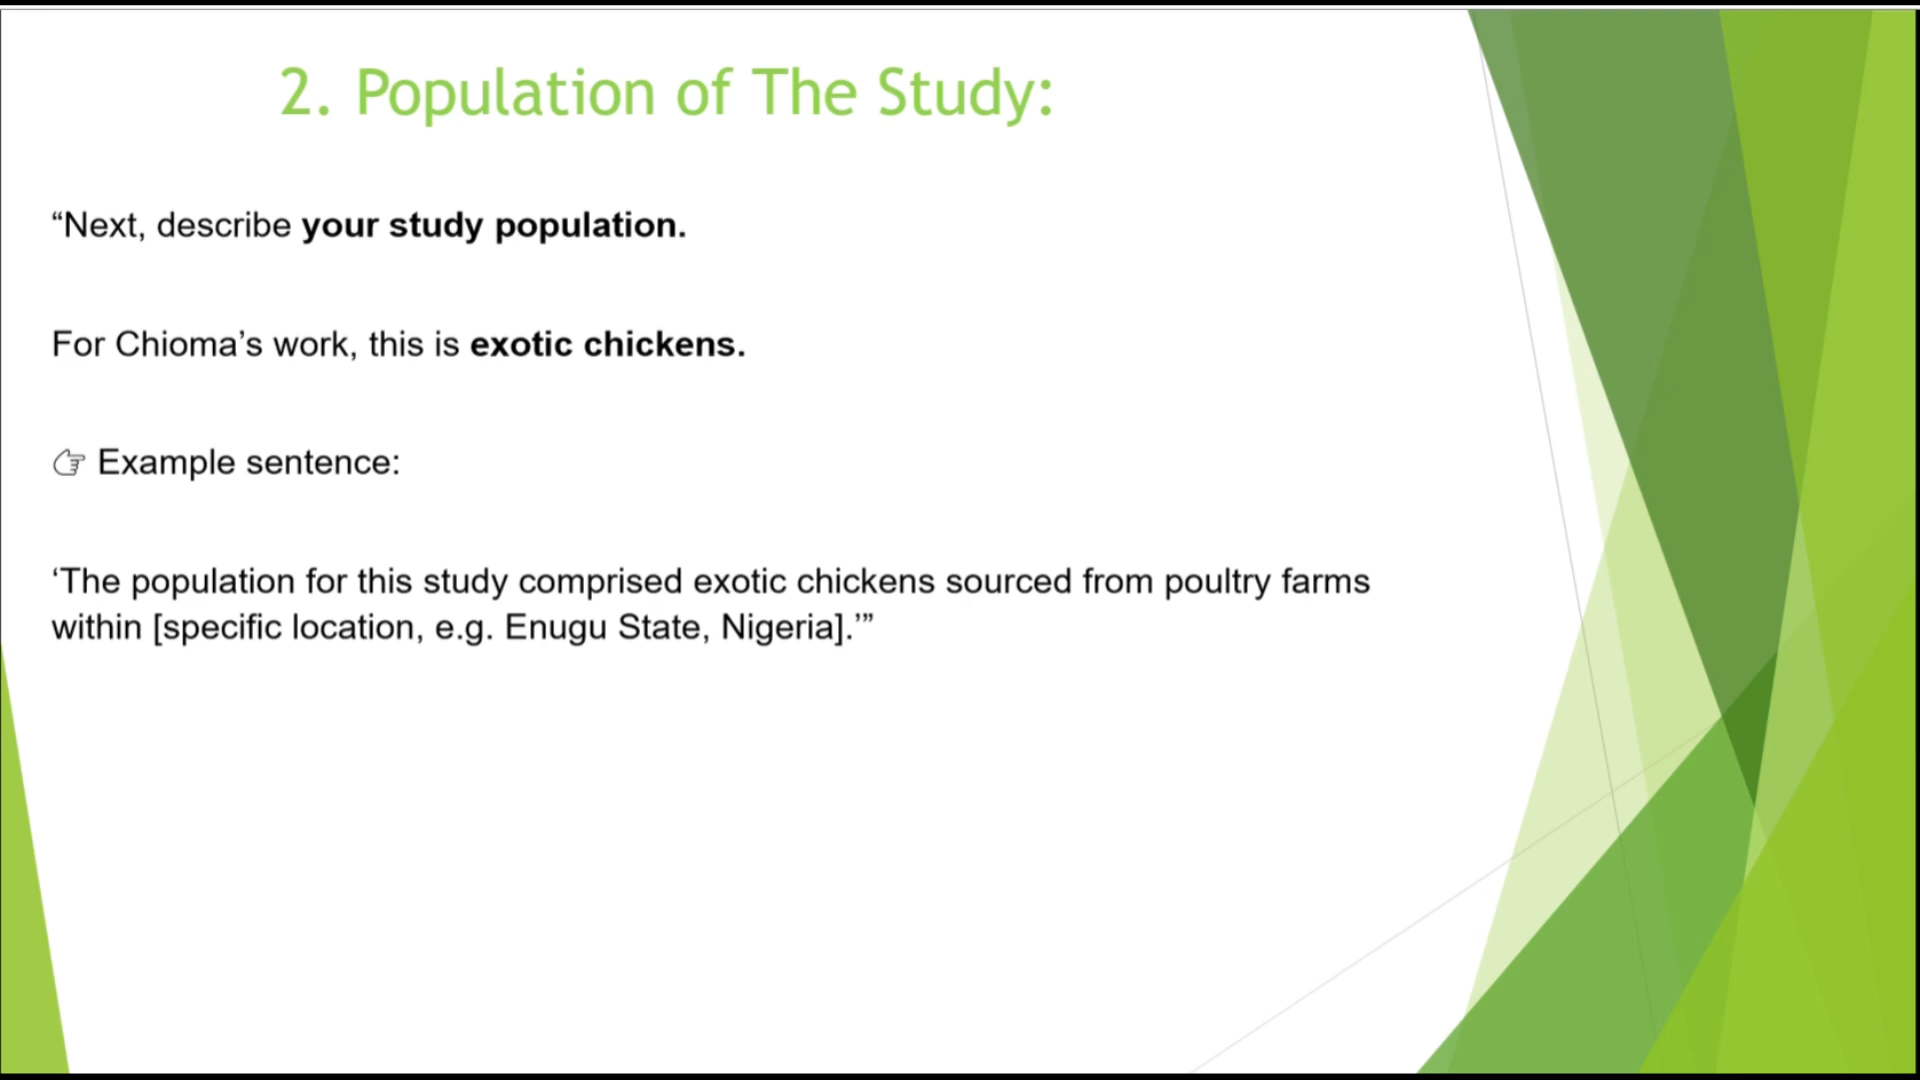 2. Population of The Study:
“Next, describe your study population.
For Chioma’s work, this is exotic chickens.
👉 Example sentence:
‘The population for this study comprised exotic chickens sourced from poultry farms
within [specific location, e.g. Enugu State, Nigeria].’”